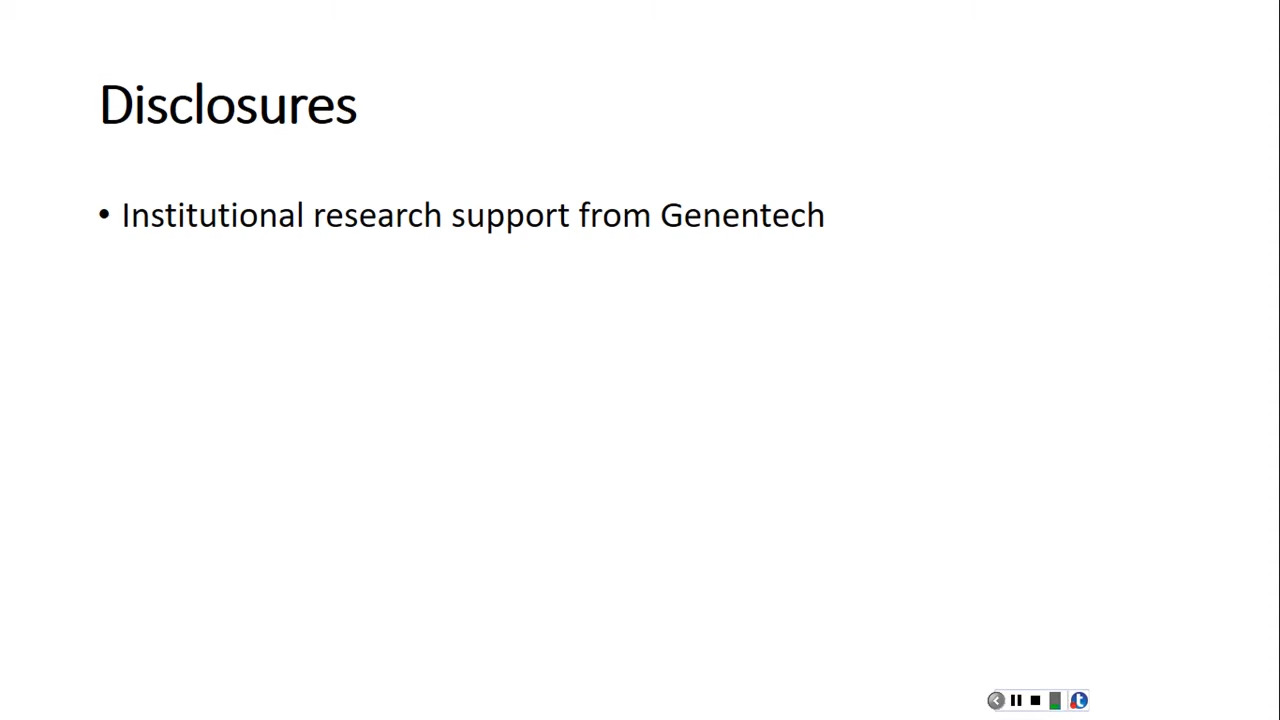 Disclosures
• Institutional research support from Genentech
t